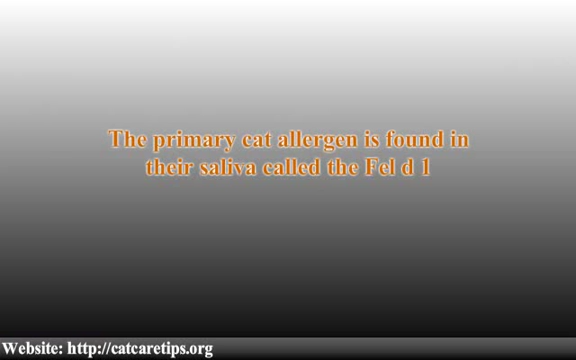 The primary cat allergen is found in
their saliva called the Fel d 1
Website: http://catcaretips.org